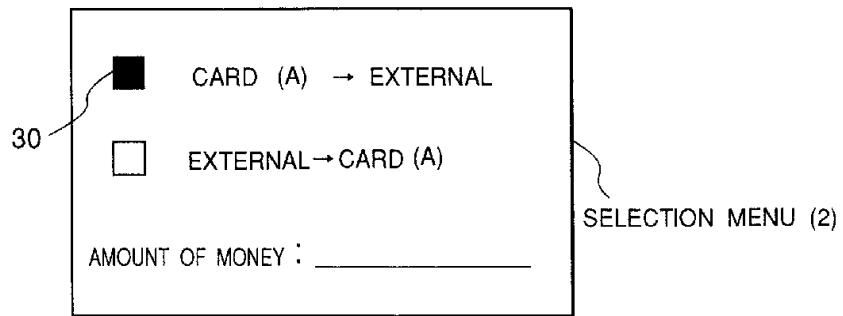 CARD (A) → EXTERNAL
30
EXTERNAL→CARD (A)
SELECTION MENU (2)
AMOUNT OF MONEY :